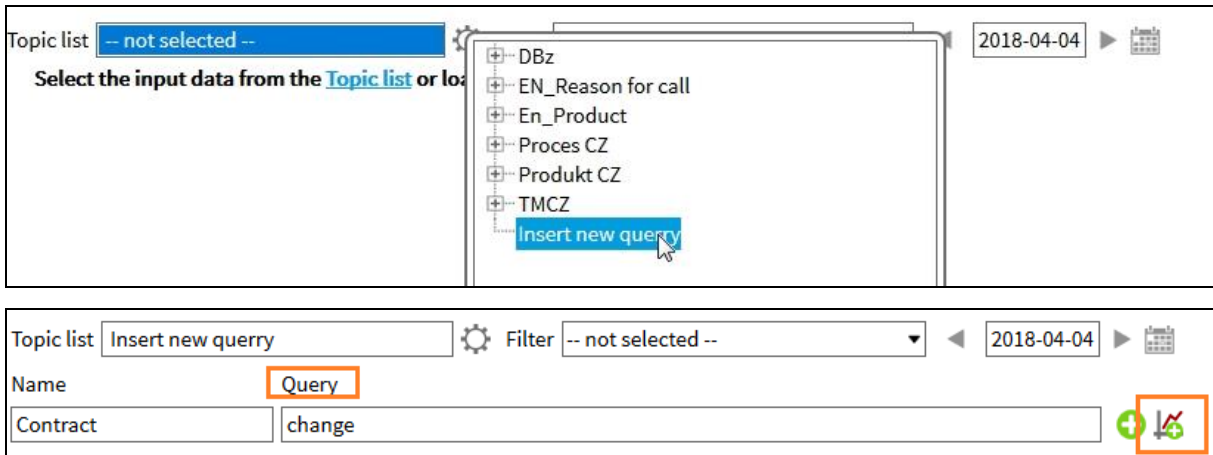 Topic list -- not selected -- 2018-04-04
Select the input data from the Topic list or
DBz
EN_Reason for call
En_Product
Proces CZ
Produkt CZ
TMCZ
Insert new querry
Topic list Insert new querry Filter -- not selected -- 2018-04-04
Name Query
Contract change